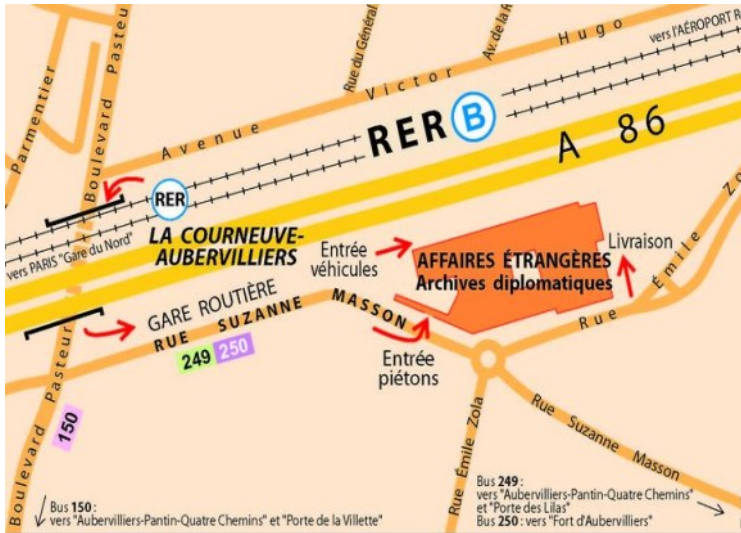 Parmentier
Boulevard Pasteu
Rue du Général
Av. de la R
Avenue Victor Hugo
vers l'AÉROPORT R
RER B
A 86
RER
vers PARIS "Gare du Nord"
LA COURNEUVE-
AUBERVILLIERS
Entrée
véhicules
AFFAIRES ÉTRANGÈRES
Archives diplomatiques
Livraison
Rue Émile Zo
GARE ROUTIÈRE
RUE SUZANNE MASSON
249 250
Entrée
piétons
Boulevard Pasteur
150
Rue Émile Zola
Rue Suzanne Masson
Bus 150 :
vers "Aubervilliers-Pantin-Quatre Chemins" et "Porte de la Villette"
Bus 249 :
vers "Aubervilliers-Pantin-Quatre Chemins"
et "Porte des Lilas"
Bus 250 : vers "Fort d'Aubervilliers"